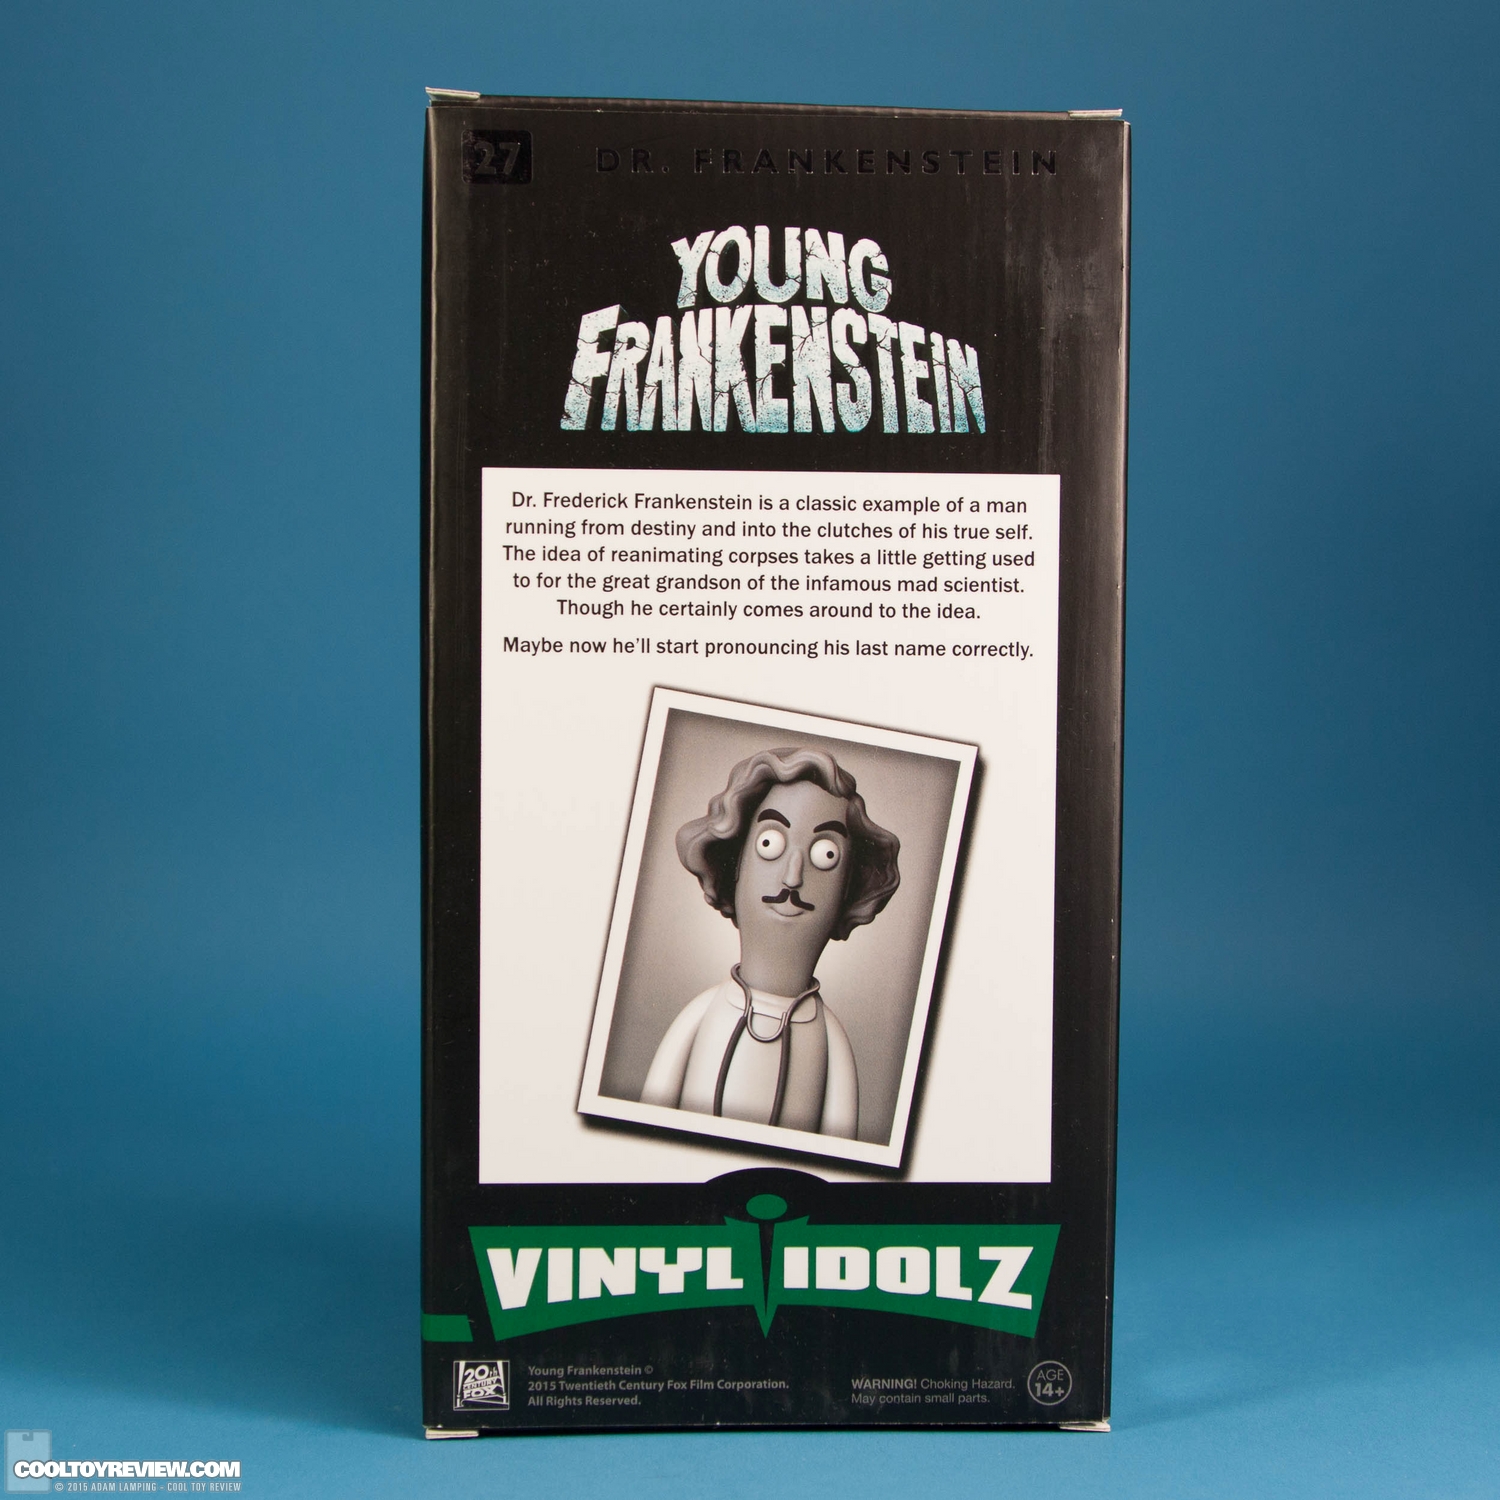 27 DR. FRANKENSTEIN
YOUNG
FRANKENSTEIN
Dr. Frederick Frankenstein is a classic example of a man
running from destiny and into the clutches of his true self.
The idea of reanimating corpses takes a little getting used
to for the great grandson of the infamous mad scientist.
Though he certainly comes around to the idea.
Maybe now he'll start pronouncing his last name correctly.
VINYL IDOLZ
20th
CENTURY
FOX
Young Frankenstein ©
2015 Twentieth Century Fox Film Corporation.
All Rights Reserved.
WARNING! Choking Hazard.
May contain small parts.
AGE
14+
COOLTOYREVIEW.COM
© 2015 ADAM LAMPING - COOL TOY REVIEW